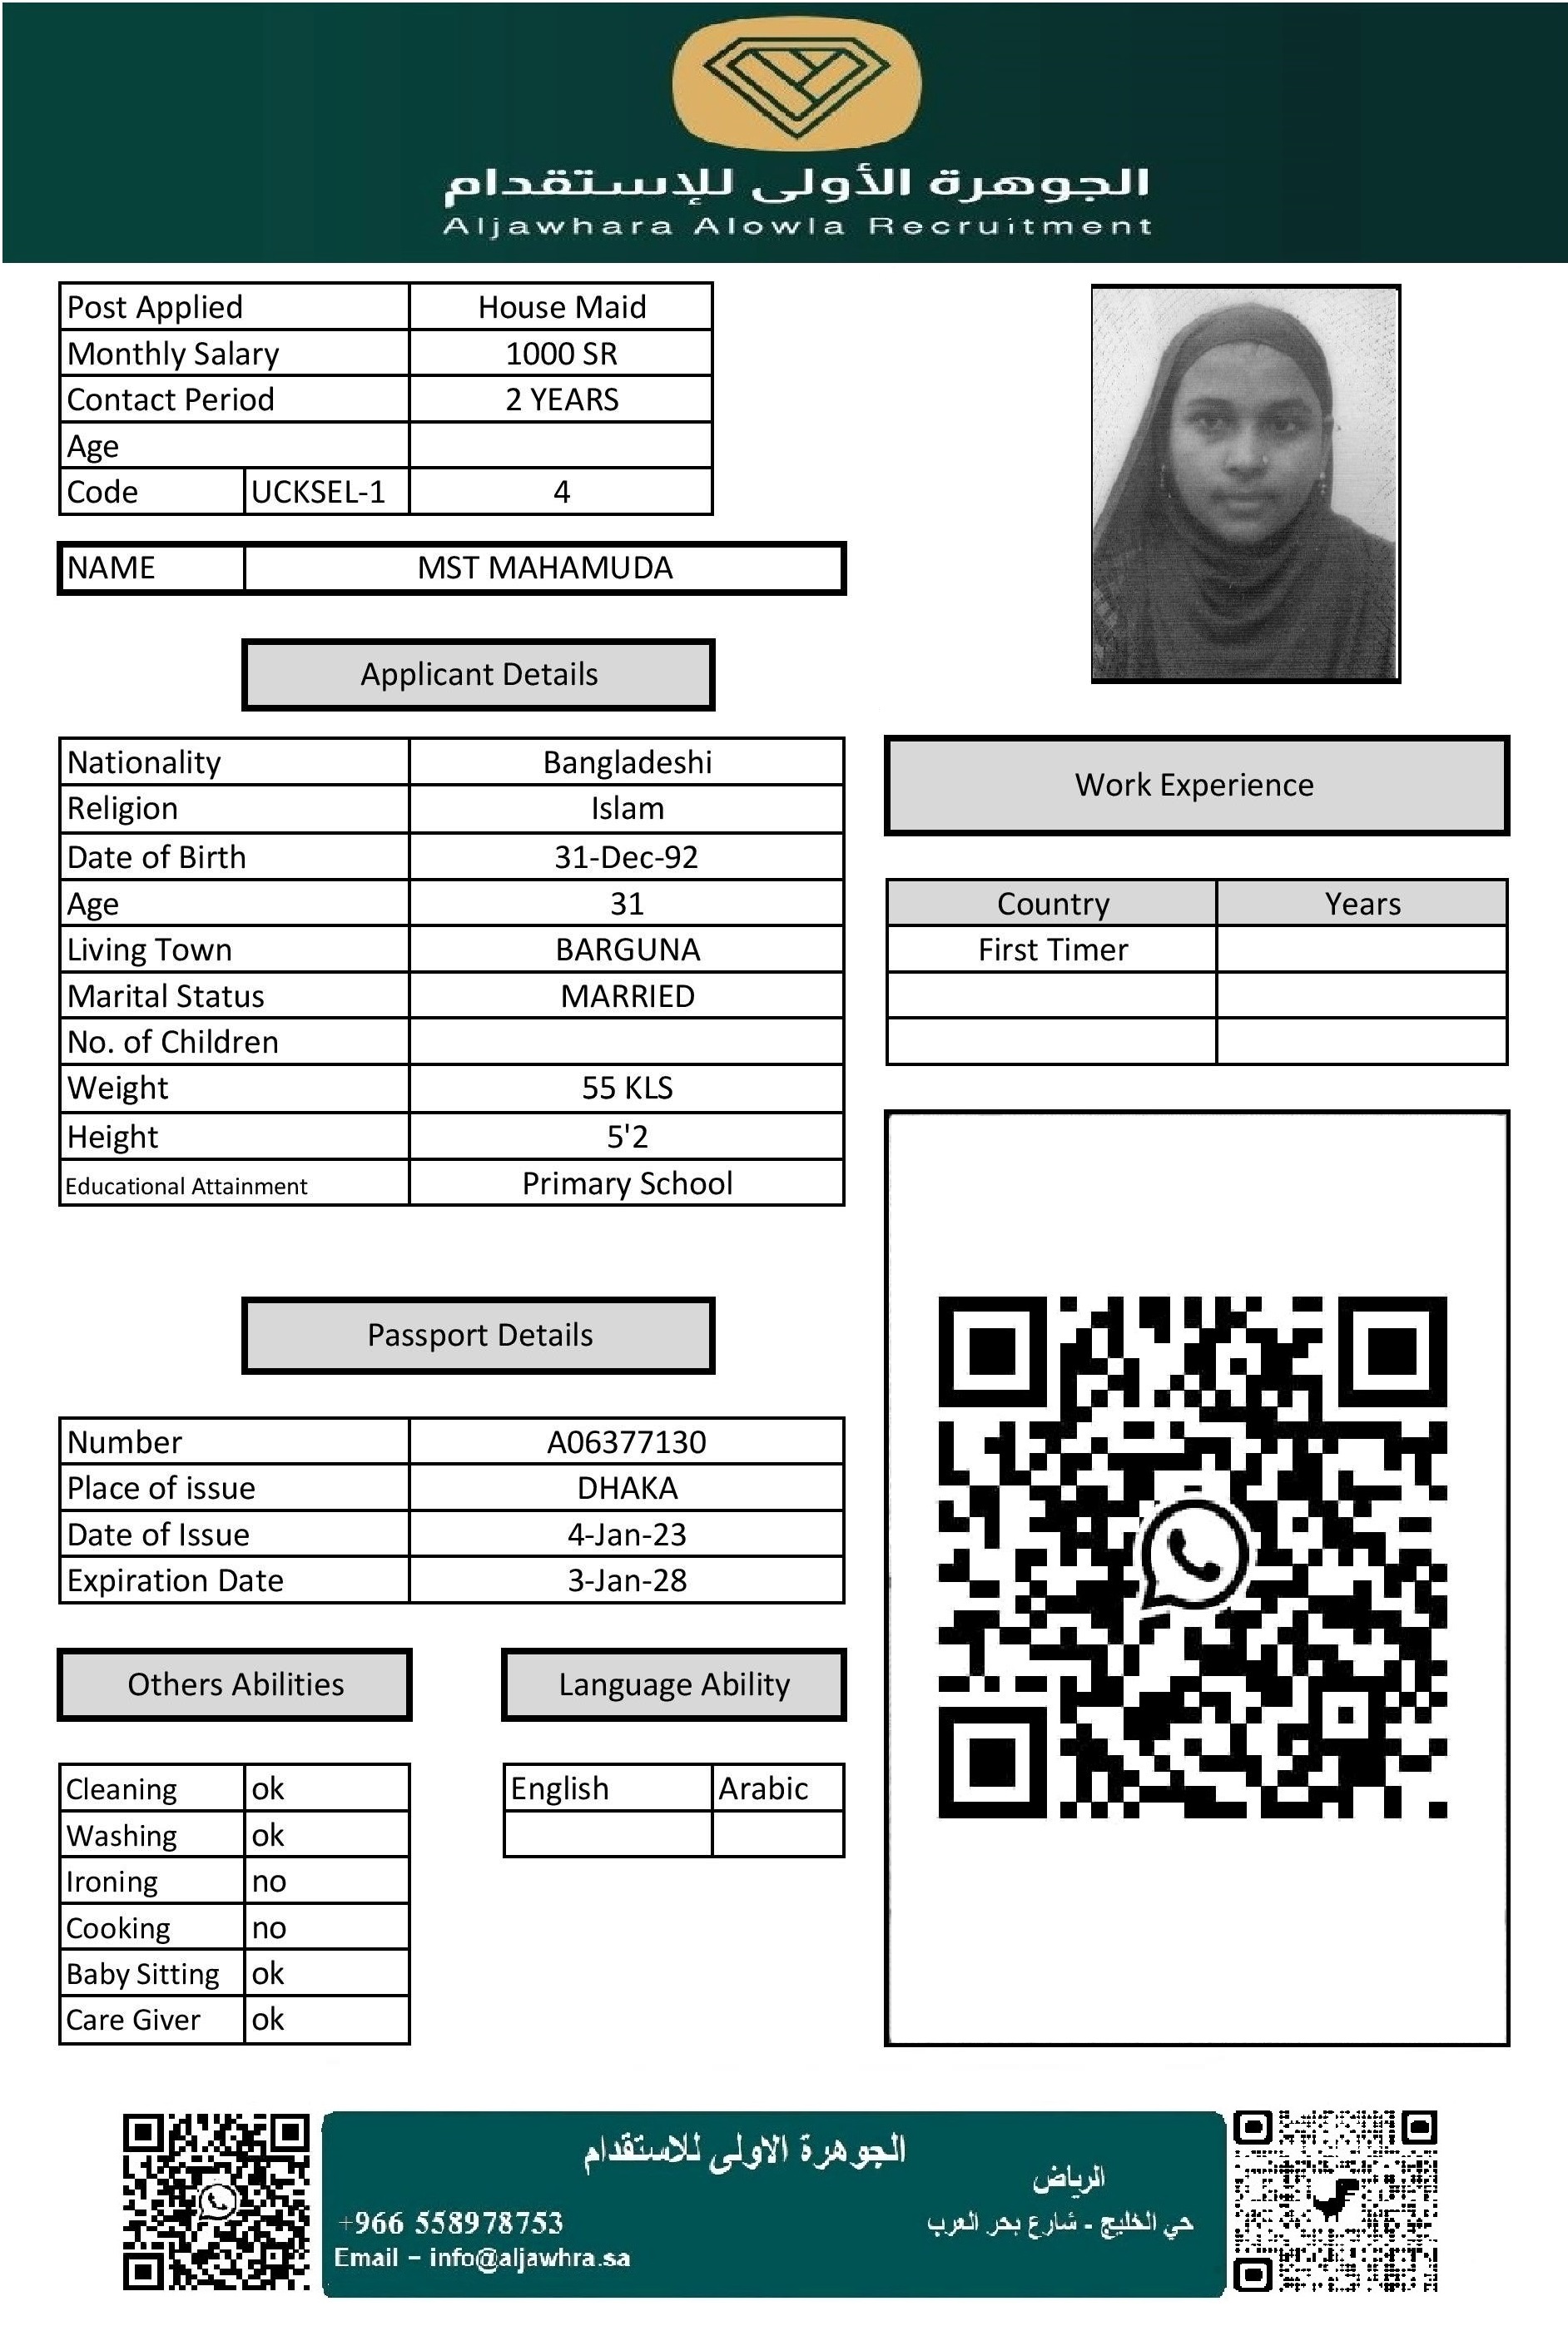 الجوهرة الأولى للإستقدام
Aljawhara Alowla Recruitment
Post Applied House Maid
Monthly Salary 1000 SR
Contact Period 2 YEARS
Age
Code UCKSEL-1 4
NAME MST MAHAMUDA
Applicant Details
Nationality Bangladeshi
Religion Islam
Date of Birth 31-Dec-92
Age 31
Living Town BARGUNA
Marital Status MARRIED
No. of Children
Weight 55 KLS
Height 5'2
Educational Attainment Primary School
Work Experience
Country Years
First Timer
Passport Details
Number A06377130
Place of issue DHAKA
Date of Issue 4-Jan-23
Expiration Date 3-Jan-28
Others Abilities
Cleaning ok
Washing ok
Ironing no
Cooking no
Baby Sitting ok
Care Giver ok
Language Ability
English Arabic
الجوهرة الاولى للاستقدام
الرياض
حي الخليج - شارع بحر العرب
+966 558978753
Email – info@aljawhra.sa